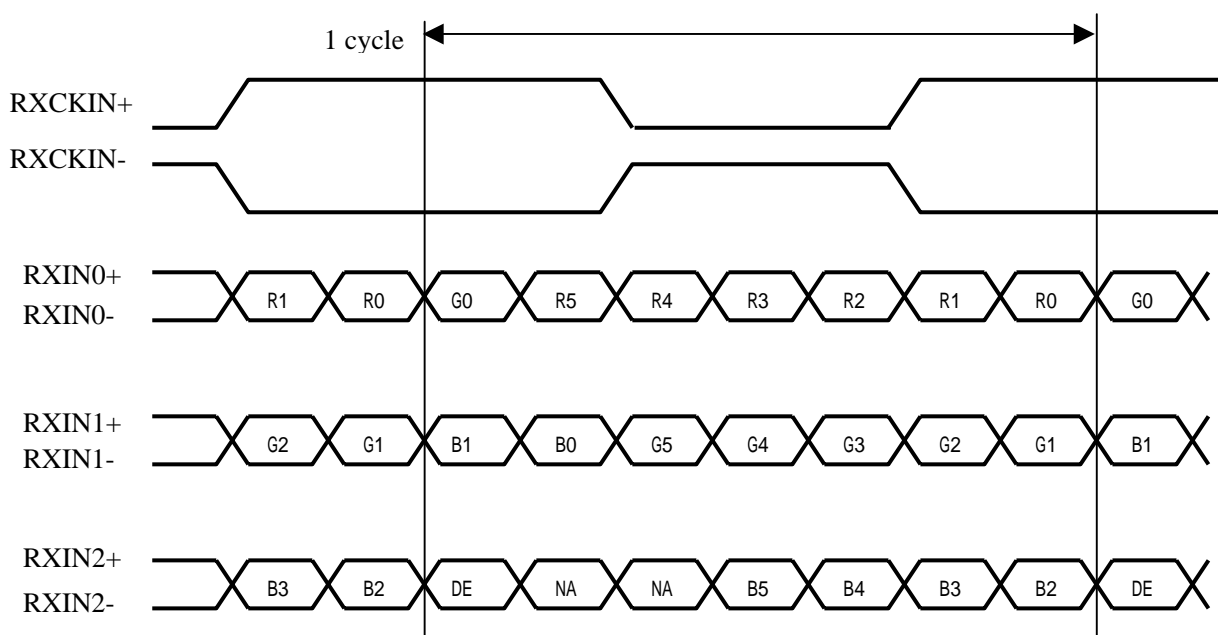 1 cycle
RXCKIN+
RXCKIN-
RXIN0+
R1 R0 G0 R5 R4 R3 R2 R1 R0 G0
RXIN0-
RXIN1+
G2 G1 B1 B0 G5 G4 G3 G2 G1 B1
RXIN1-
RXIN2+
B3 B2 DE NA NA B5 B4 B3 B2 DE
RXIN2-